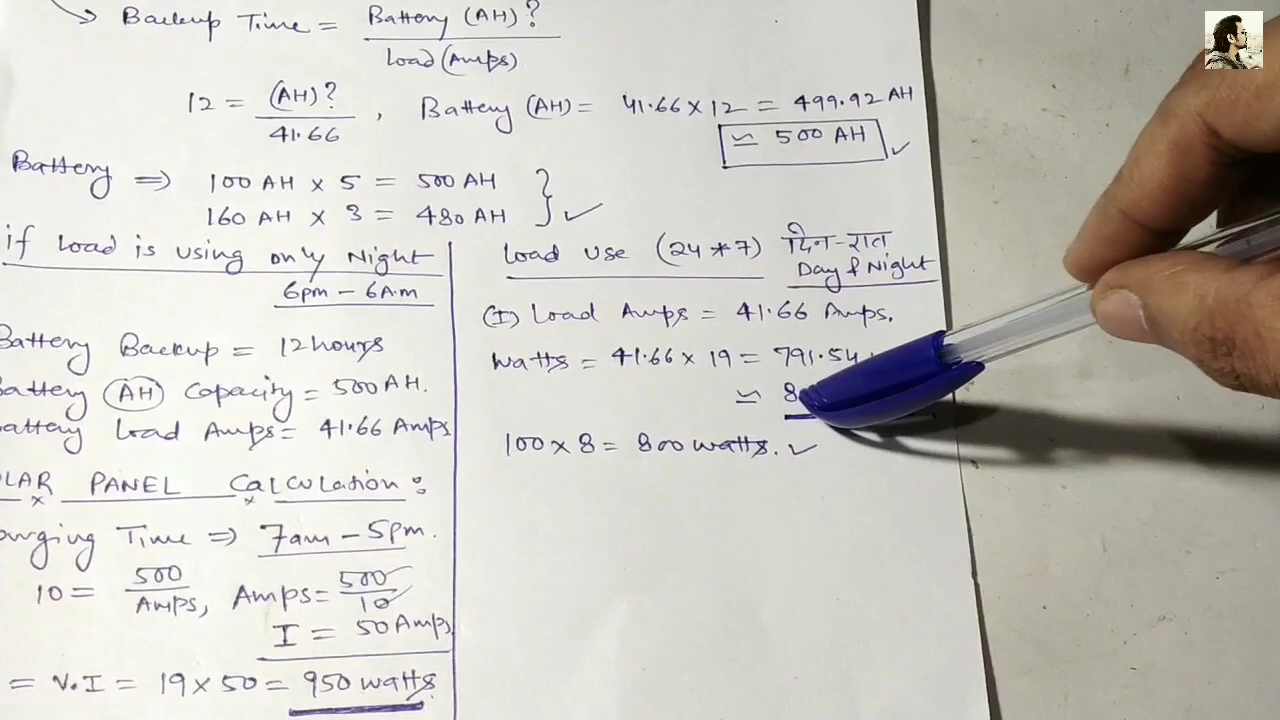 Backup Time = Battery (AH)? / Load (Amps)
12 = (AH)? / 41.66 , Battery (AH) = 41.66 x 12 = 499.92 AH
≃ 500 AH ✓
Battery ⇒ 100 AH x 5 = 500 AH
160 AH x 3 = 480 AH } ✓
if Load is using only Night
6pm - 6A.m
Battery Backup = 12 hours
Battery (AH) Capacity = 500 AH.
Battery Load Amps = 41.66 Amps
PANEL CalCulation:
Time ⇒ 7am - 5pm.
10 = 500 / Amps, Amps = 500 / 10
I = 50 Amps
= V.I = 19 x 50 = 950 watts
Load Use (24*7) दिन-रात
Day & Night
(I) Load Amps = 41.66 Amps.
Watts = 41.66 x 19 = 791.54
≃ 8
100 x 8 = 800 watts. ✓